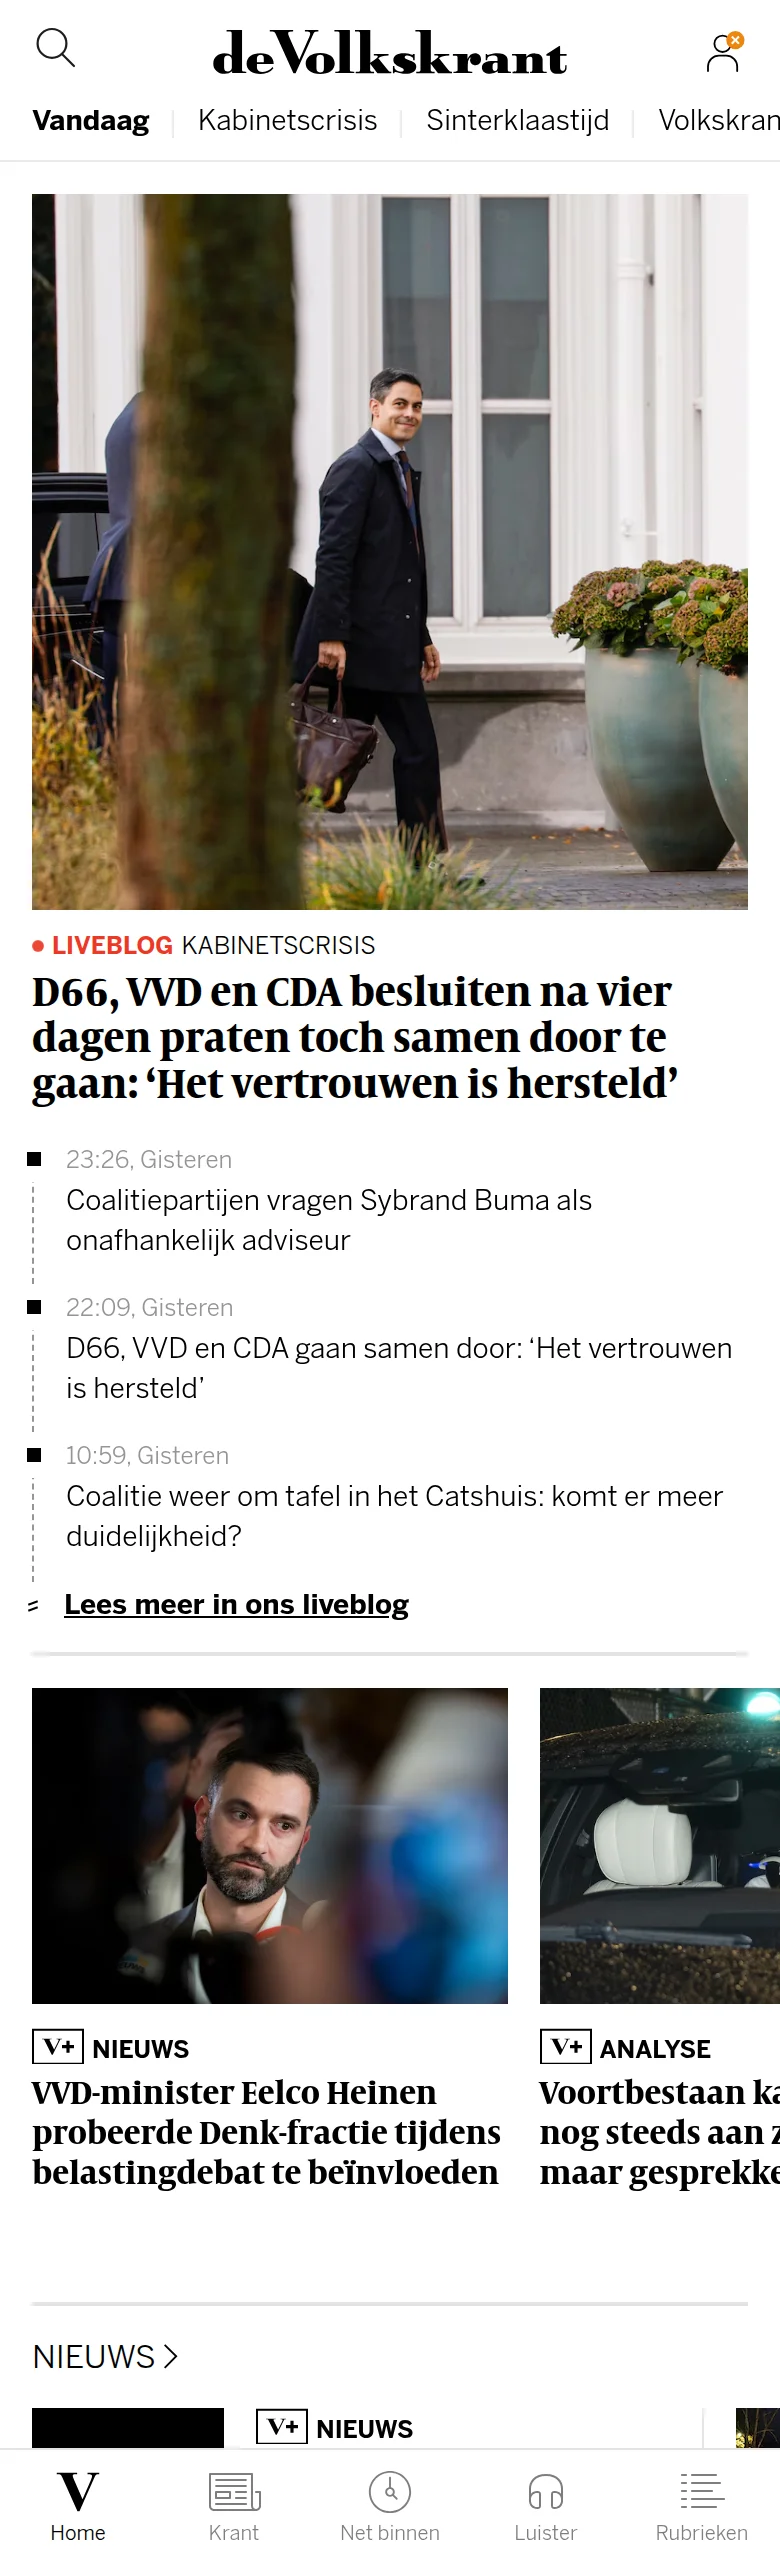 deVolkskrant
Vandaag
Kabinetscrisis
Sinterklaastijd
Volkskran
LIVEBLOG KABINETSCRISIS
D66, VVD en CDA besluiten na vier
dagen praten toch samen door te
gaan: ‘Het vertrouwen is hersteld’
23:26, Gisteren
Coalitiepartijen vragen Sybrand Buma als
onafhankelijk adviseur
22:09, Gisteren
D66, VVD en CDA gaan samen door: ‘Het vertrouwen
is hersteld’
10:59, Gisteren
Coalitie weer om tafel in het Catshuis: komt er meer
duidelijkheid?
Lees meer in ons liveblog
V+ NIEUWS
VVD-minister Eelco Heinen
probeerde Denk-fractie tijdens
belastingdebat te beïnvloeden
V+ ANALYSE
Voortbestaan ka
nog steeds aan z
maar gesprekke
NIEUWS
V+ NIEUWS
V
Home
Krant
Net binnen
Luister
Rubrieken